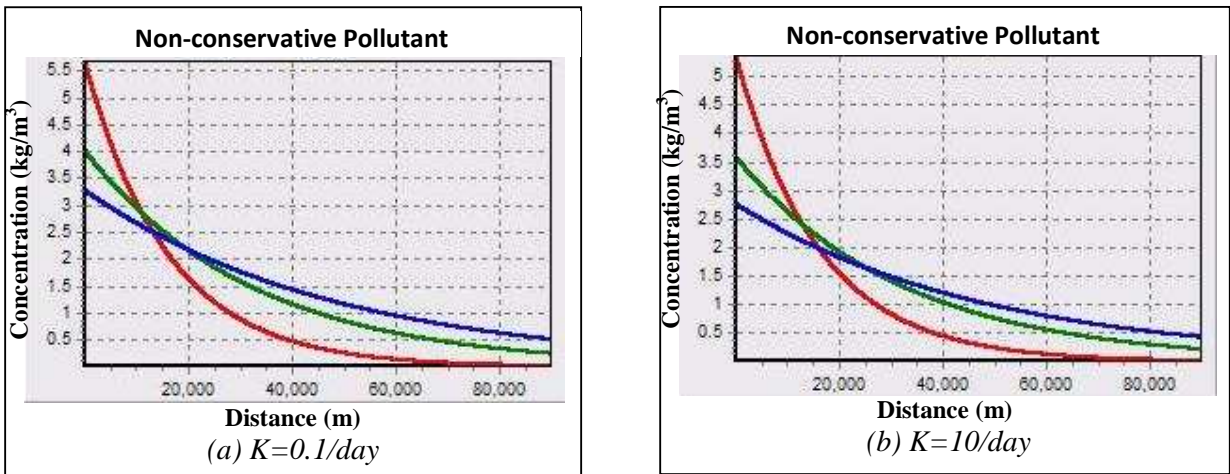 Non-conservative Pollutant
Concentration (kg/m³)
5.5
5
4.5
4
3.5
3
2.5
2
1.5
1
0.5
20,000 40,000 60,000 80,000
Distance (m)
(a) K=0.1/day
Non-conservative Pollutant
Concentration (kg/m³)
5
4.5
4
3.5
3
2.5
2
1.5
1
0.5
20,000 40,000 60,000 80,000
Distance (m)
(b) K=10/day